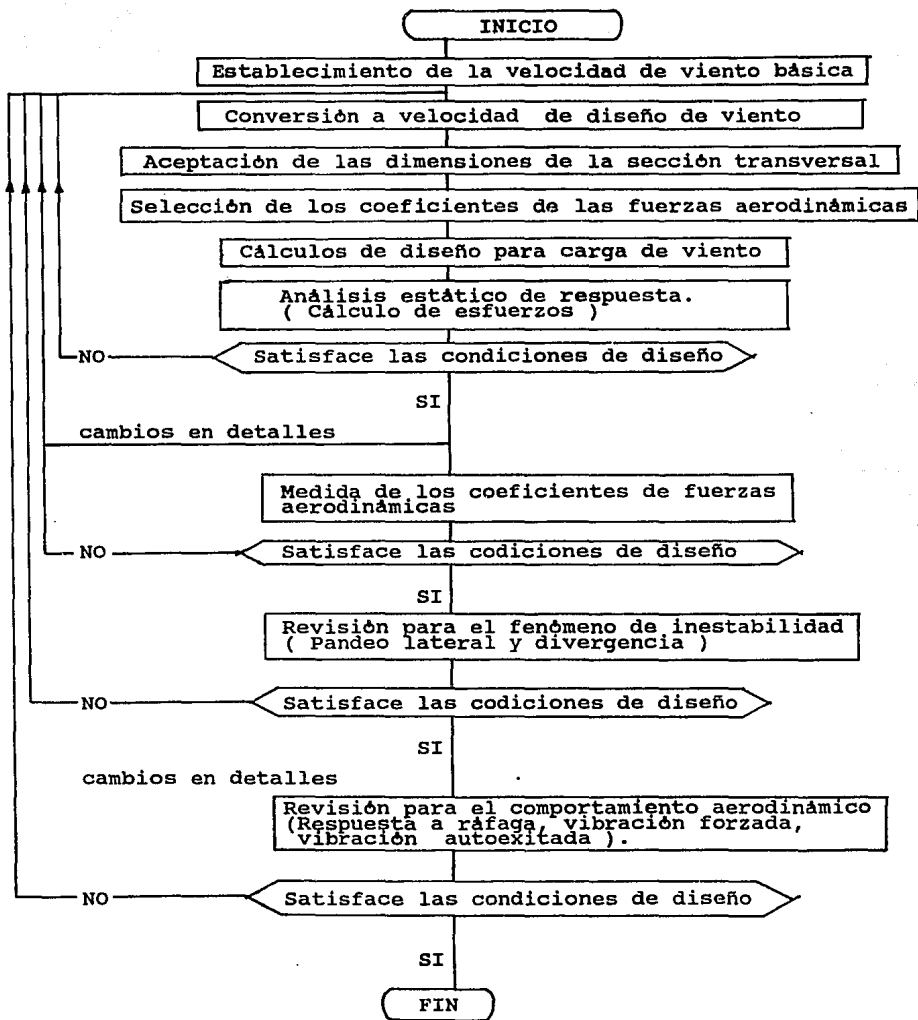 INICIO
Establecimiento de la velocidad de viento básica
Conversión a velocidad de diseño de viento
Aceptación de las dimensiones de la sección transversal
Selección de los coeficientes de las fuerzas aerodinámicas
Cálculos de diseño para carga de viento
Análisis estático de respuesta.
( Cálculo de esfuerzos )
NO
Satisface las condiciones de diseño
SI
cambios en detalles
Medida de los coeficientes de fuerzas
aerodinámicas
NO
Satisface las codiciones de diseño
SI
Revisión para el fenómeno de inestabilidad
( Pandeo lateral y divergencia )
NO
Satisface las codiciones de diseño
SI
cambios en detalles
Revisión para el comportamiento aerodinámico
(Respuesta a ráfaga, vibración forzada,
vibración autoexitada ).
NO
Satisface las condiciones de diseño
SI
FIN